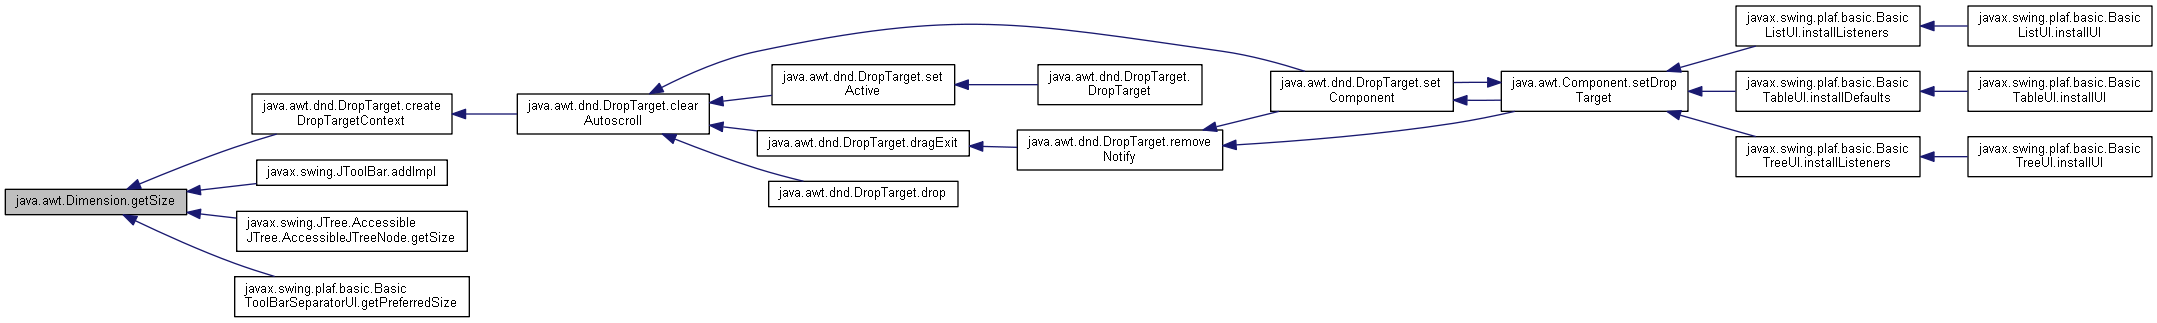 java.awt.Dimension.getSize
java.awt.dnd.DropTarget.create
DropTargetContext
javax.swing.JToolBar.addImpl
javax.swing.JTree.Accessible
JTree.AccessibleJTreeNode.getSize
javax.swing.plaf.basic.Basic
ToolBarSeparatorUI.getPreferredSize
java.awt.dnd.DropTarget.clear
Autoscroll
java.awt.dnd.DropTarget.set
Active
java.awt.dnd.DropTarget.dragExit
java.awt.dnd.DropTarget.drop
java.awt.dnd.DropTarget.
DropTarget
java.awt.dnd.DropTarget.remove
Notify
java.awt.dnd.DropTarget.set
Component
java.awt.Component.setDrop
Target
javax.swing.plaf.basic.Basic
ListUI.installListeners
javax.swing.plaf.basic.Basic
TableUI.installDefaults
javax.swing.plaf.basic.Basic
TreeUI.installListeners
javax.swing.plaf.basic.Basic
ListUI.installUI
javax.swing.plaf.basic.Basic
TableUI.installUI
javax.swing.plaf.basic.Basic
TreeUI.installUI